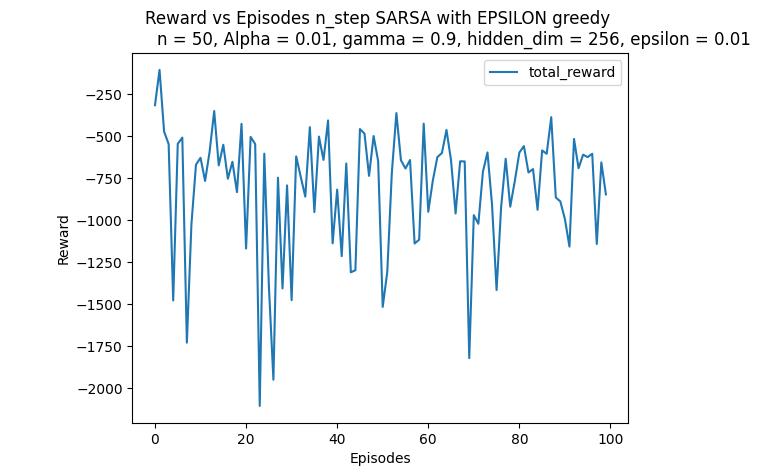 Reward vs Episodes n_step SARSA with EPSILON greedy
n = 50, Alpha = 0.01, gamma = 0.9, hidden_dim = 256, epsilon = 0.01
total_reward
−250
−500
−750
−1000
−1250
−1500
−1750
−2000
Reward
0 20 40 60 80 100
Episodes